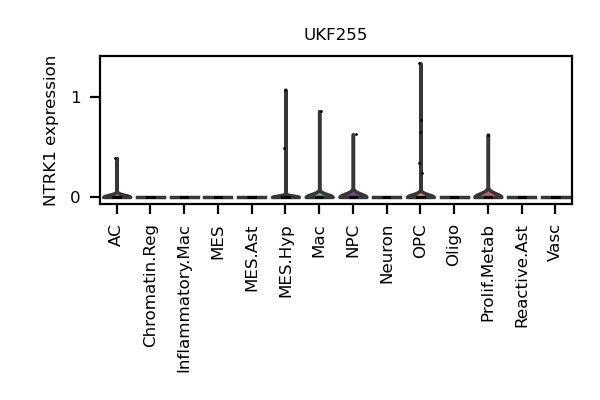 UKF255
NTRK1 expression
1
0
AC
Chromatin.Reg
Inflammatory.Mac
MES
MES.Ast
MES.Hyp
Mac
NPC
Neuron
OPC
Oligo
Prolif.Metab
Reactive.Ast
Vasc